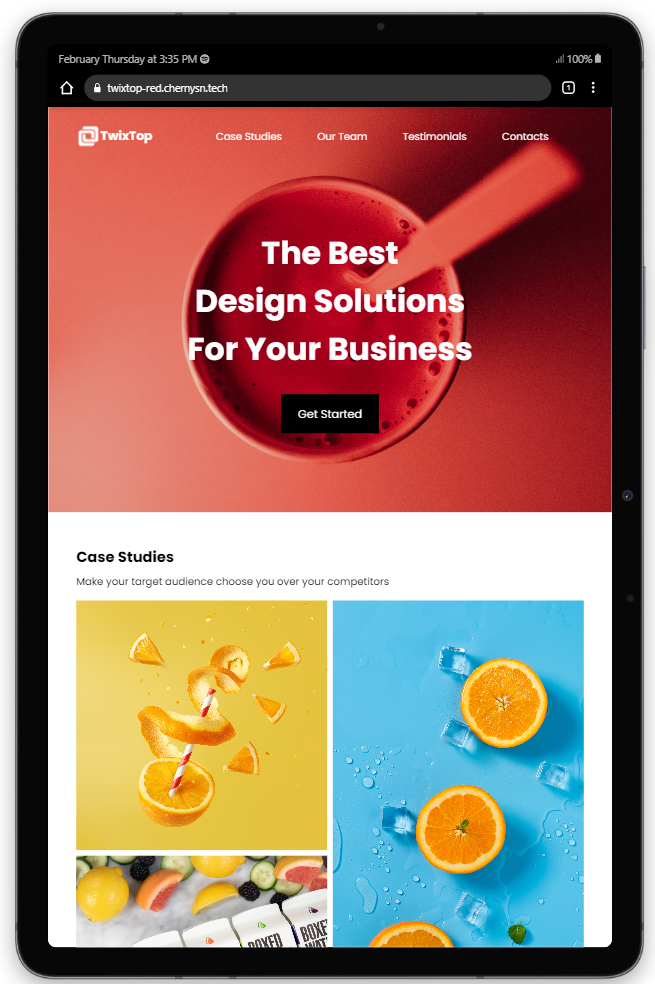 February Thursday at 3:35 PM
100%
twixtop-red.chernysn.tech
1
TwixTop
Case Studies
Our Team
Testimonials
Contacts
The Best
Design Solutions
For Your Business
Get Started
Case Studies
Make your target audience choose you over your competitors
BOXED
BOXED